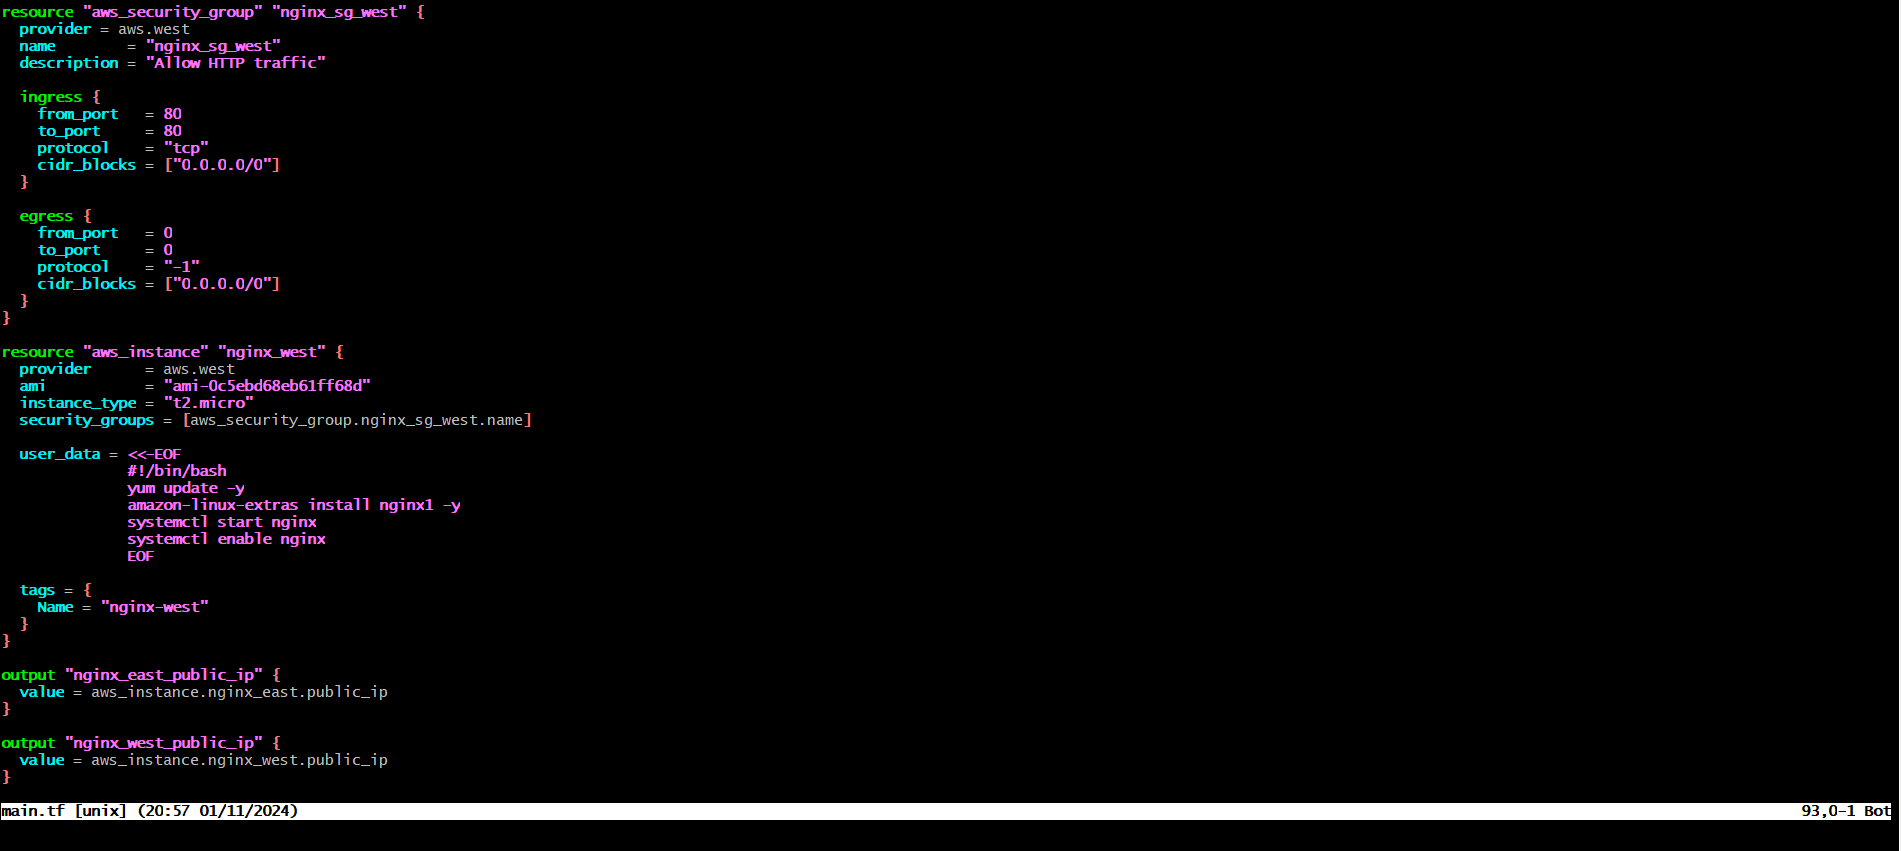 resource "aws_security_group" "nginx_sg_west" {
  provider = aws.west
  name        = "nginx_sg_west"
  description = "Allow HTTP traffic"

  ingress {
    from_port   = 80
    to_port     = 80
    protocol    = "tcp"
    cidr_blocks = ["0.0.0.0/0"]
  }

  egress {
    from_port   = 0
    to_port     = 0
    protocol    = "-1"
    cidr_blocks = ["0.0.0.0/0"]
  }
}

resource "aws_instance" "nginx_west" {
  provider      = aws.west
  ami           = "ami-0c5ebd68eb61ff68d"
  instance_type = "t2.micro"
  security_groups = [aws_security_group.nginx_sg_west.name]

  user_data = <<-EOF
              #!/bin/bash
              yum update -y
              amazon-linux-extras install nginx1 -y
              systemctl start nginx
              systemctl enable nginx
              EOF

  tags = {
    Name = "nginx-west"
  }
}

output "nginx_east_public_ip" {
  value = aws_instance.nginx_east.public_ip
}

output "nginx_west_public_ip" {
  value = aws_instance.nginx_west.public_ip
}

main.tf [unix] (20:57 01/11/2024) 93,0-1 Bot